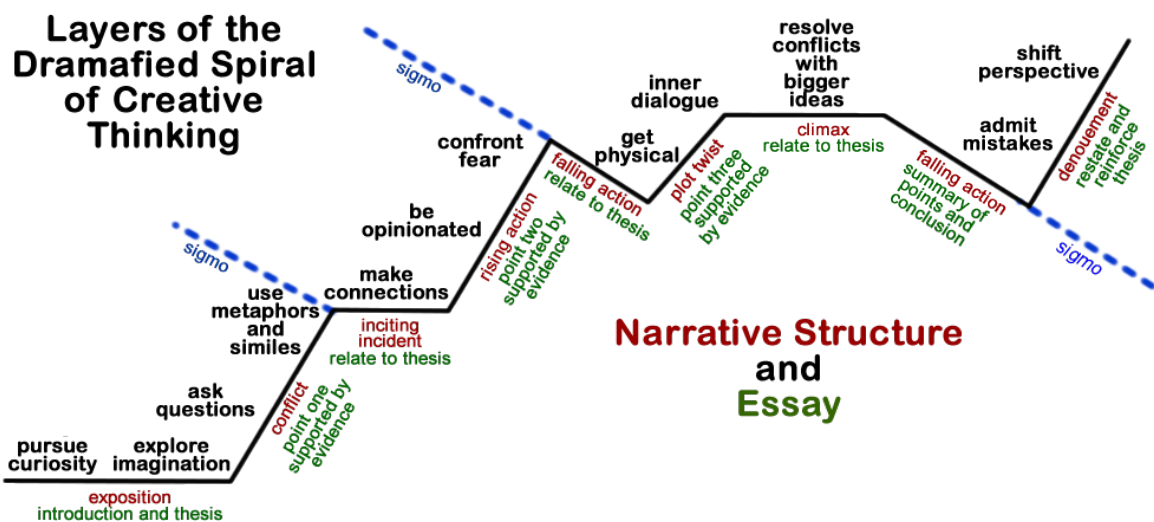 Layers of the
Dramafied Spiral
of Creative
Thinking
pursue
curiosity
explore
imagination
exposition
introduction and thesis
ask
questions
use
metaphors
and
similes
conflict
point one
supported by
evidence
sigmo
make
connections
inciting
incident
relate to thesis
be
opinionated
confront
fear
rising action
point two
supported by
evidence
sigmo
falling action
relate to thesis
get
physical
inner
dialogue
plot twist
point three
supported
by evidence
resolve
conflicts
with
bigger
ideas
climax
relate to thesis
falling action
summary of
points and
conclusion
admit
mistakes
shift
perspective
denouement
restate and
reinforce
thesis
sigmo
Narrative Structure
and
Essay